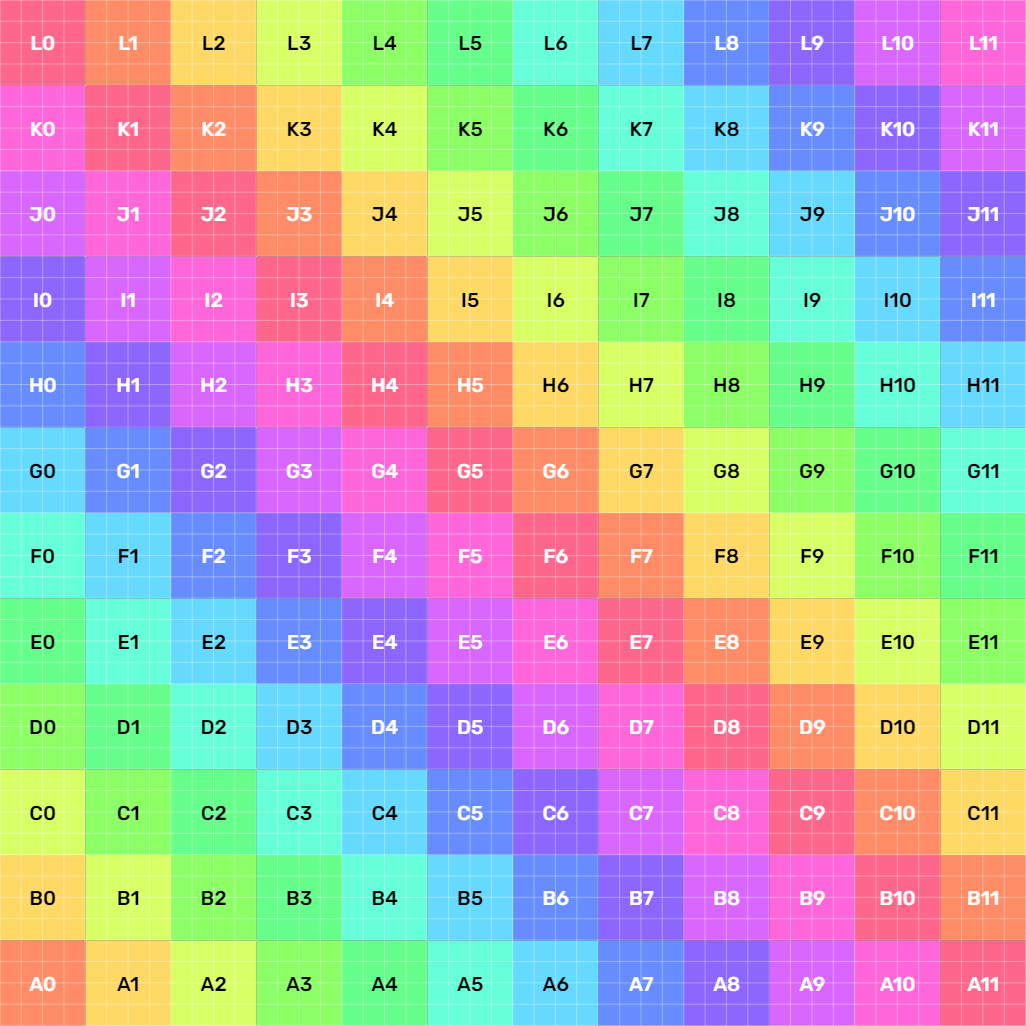 L0 L1 L2 L3 L4 L5 L6 L7 L8 L9 L10 L11
K0 K1 K2 K3 K4 K5 K6 K7 K8 K9 K10 K11
J0 J1 J2 J3 J4 J5 J6 J7 J8 J9 J10 J11
I0 I1 I2 I3 I4 I5 I6 I7 I8 I9 I10 I11
H0 H1 H2 H3 H4 H5 H6 H7 H8 H9 H10 H11
G0 G1 G2 G3 G4 G5 G6 G7 G8 G9 G10 G11
F0 F1 F2 F3 F4 F5 F6 F7 F8 F9 F10 F11
E0 E1 E2 E3 E4 E5 E6 E7 E8 E9 E10 E11
D0 D1 D2 D3 D4 D5 D6 D7 D8 D9 D10 D11
C0 C1 C2 C3 C4 C5 C6 C7 C8 C9 C10 C11
B0 B1 B2 B3 B4 B5 B6 B7 B8 B9 B10 B11
A0 A1 A2 A3 A4 A5 A6 A7 A8 A9 A10 A11